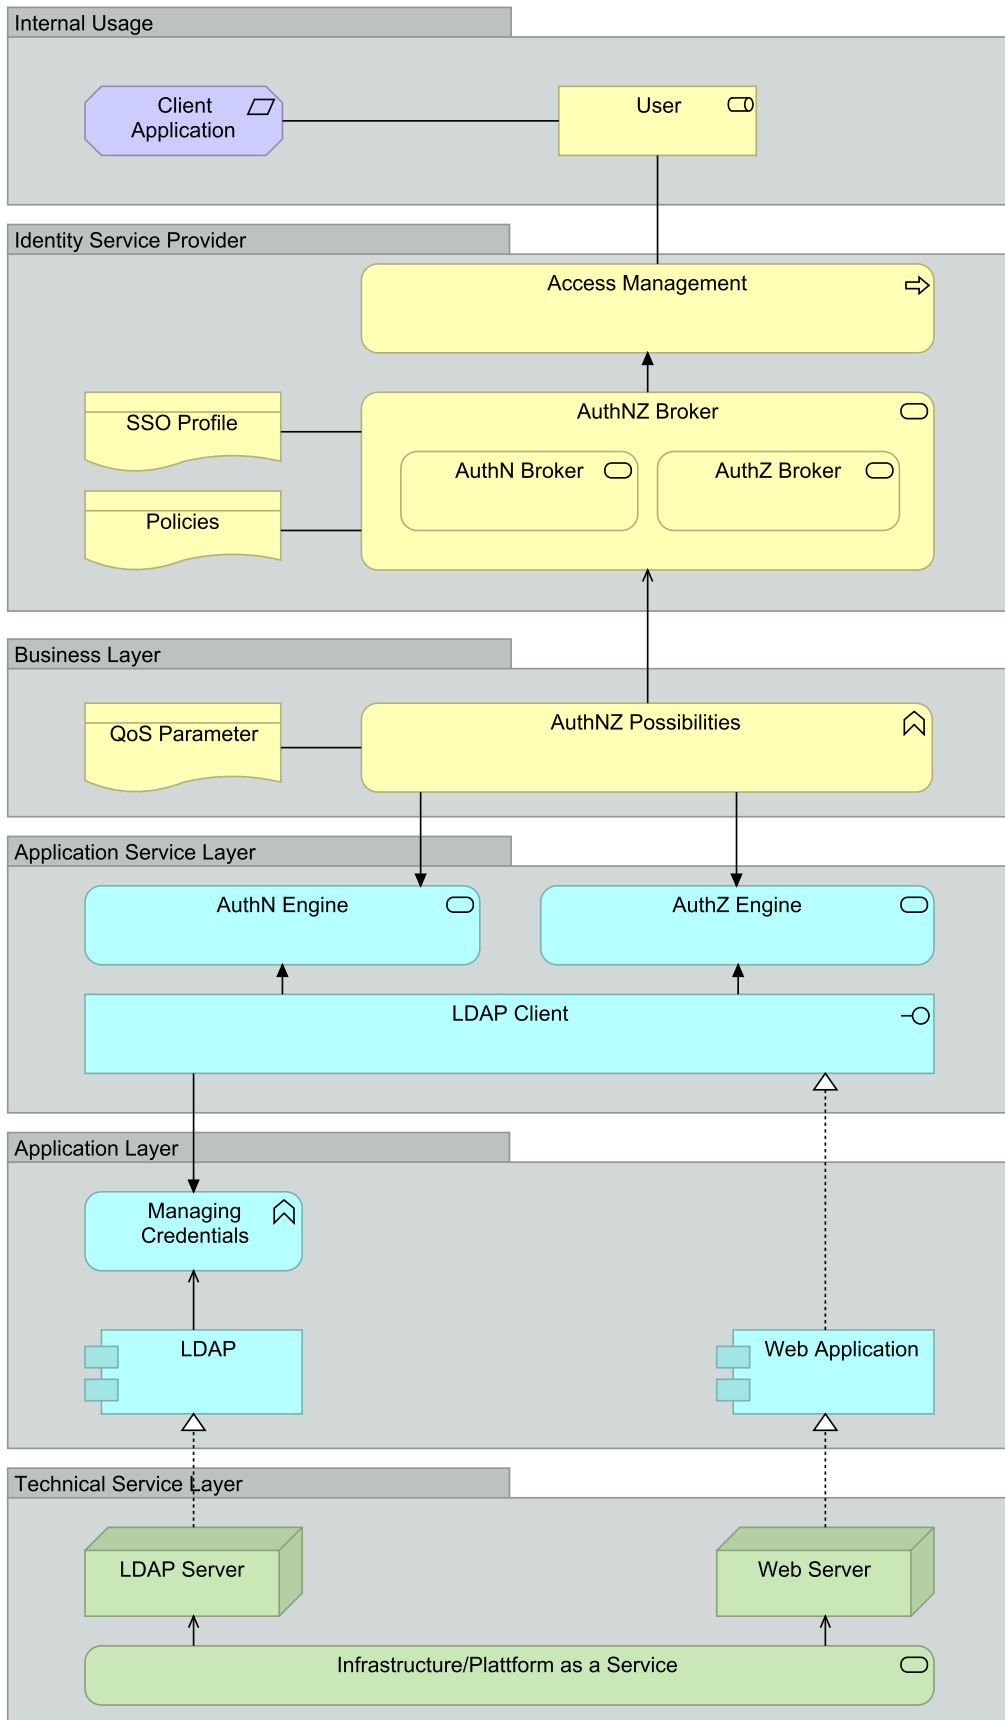 Internal Usage
Client
Application
User
Identity Service Provider
Access Management
SSO Profile
AuthNZ Broker
AuthN Broker
AuthZ Broker
Policies
Business Layer
QoS Parameter
AuthNZ Possibilities
Application Service Layer
AuthN Engine
AuthZ Engine
LDAP Client
Application Layer
Managing
Credentials
LDAP
Web Application
Technical Service Layer
LDAP Server
Web Server
Infrastructure/Plattform as a Service